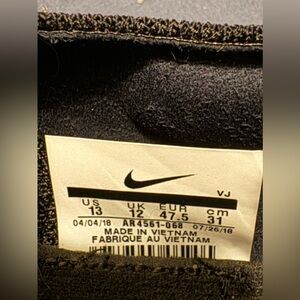 VJ
US UK EUR cm
13 12 47.5 31
04/04/18 AR4561-068 07/26/18
MADE IN VIETNAM
FABRIQUE AU VIETNAM